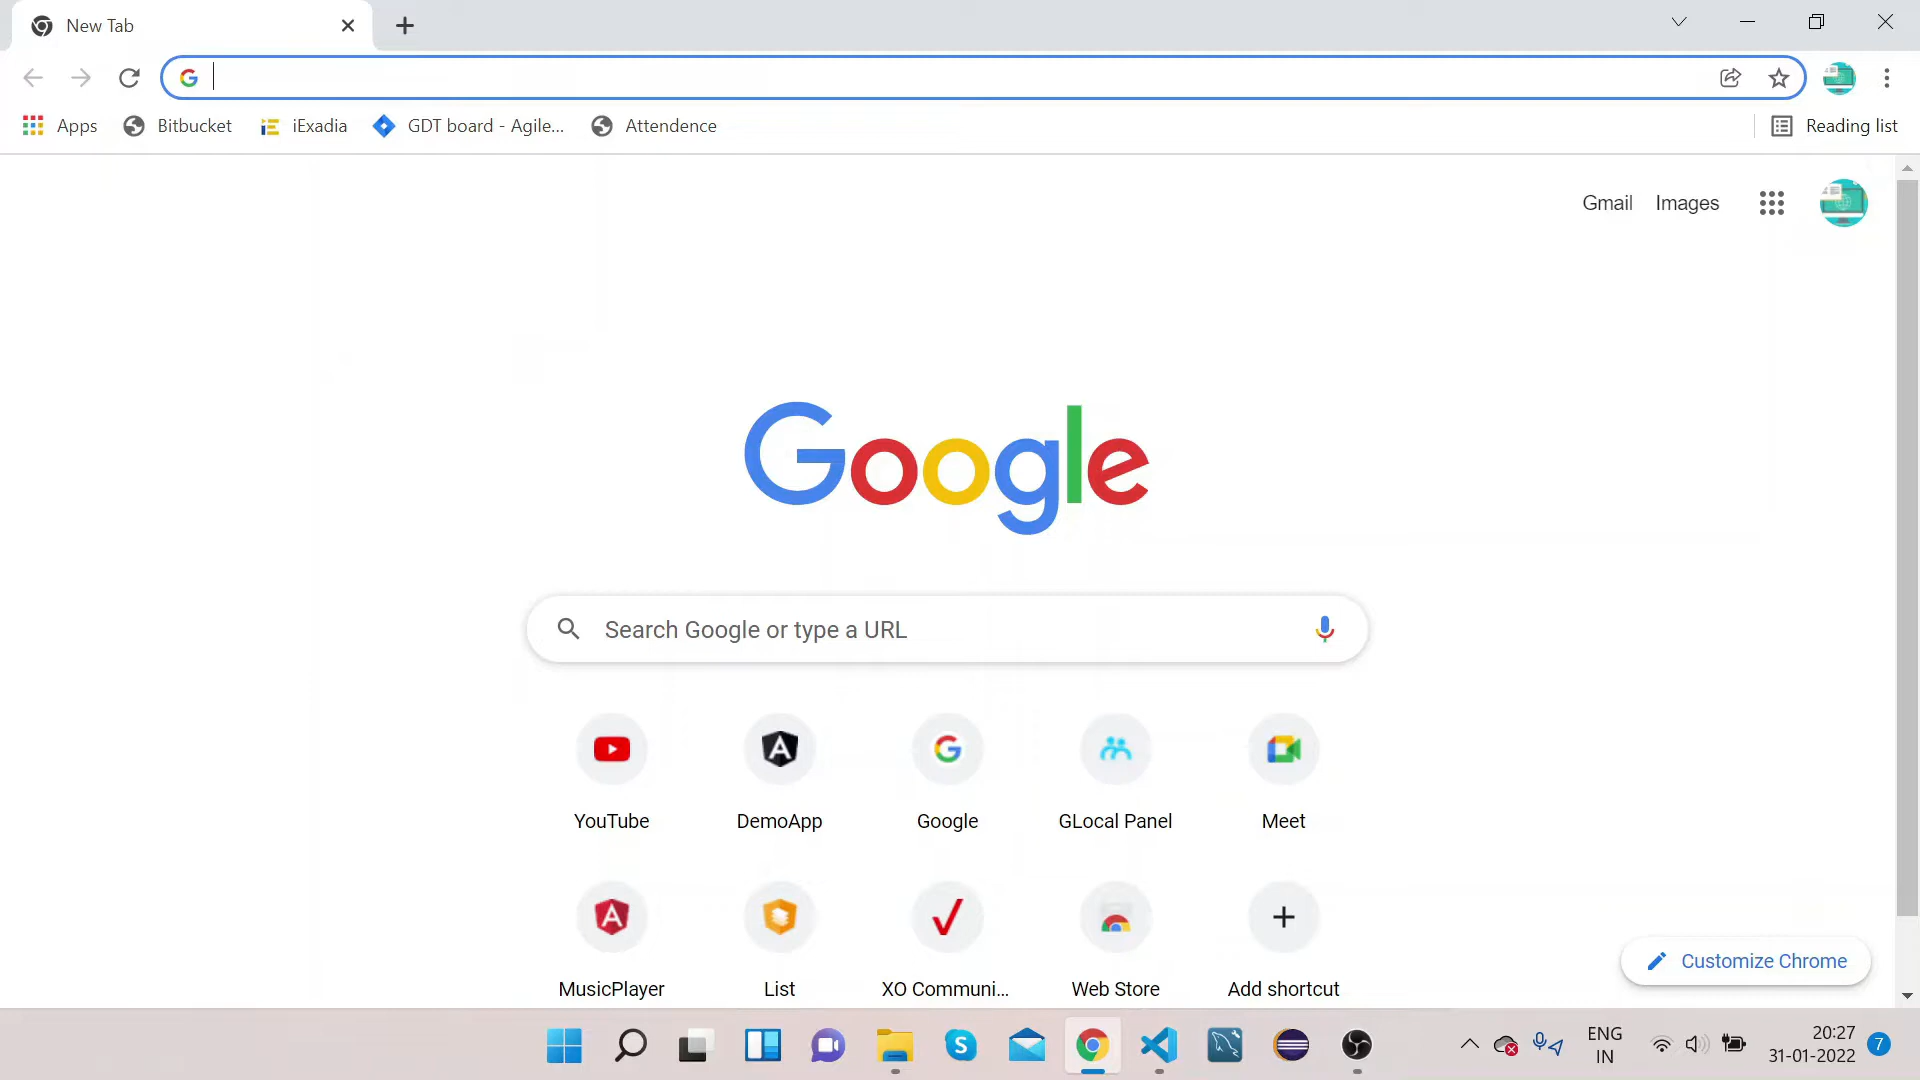 New Tab
Apps Bitbucket iExadia GDT board - Agile... Attendence Reading list
Gmail Images
Google
Search Google or type a URL
YouTube DemoApp Google GLocal Panel Meet
MusicPlayer List XO Communi... Web Store Add shortcut
Customize Chrome
ENG
IN
20:27
31-01-2022
7